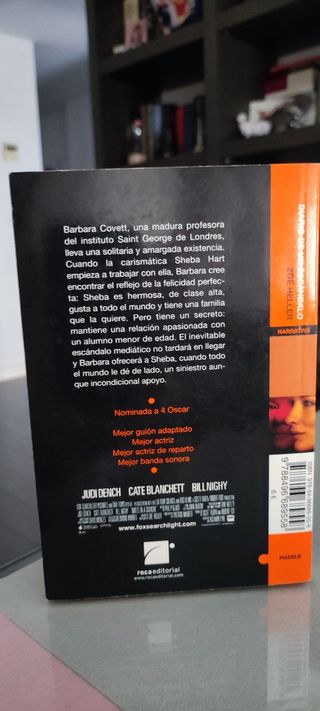 Barbara Covett, una madura profesora
del instituto Saint George de Londres,
lleva una solitaria y amargada existencia.
Cuando la carismática Sheba Hart
empieza a trabajar con ella, Barbara cree
encontrar el reflejo de la felicidad perfec-
ta: Sheba es hermosa, de clase alta,
gusta a todo el mundo y tiene una familia
que la quiere. Pero tiene un secreto:
mantiene una relación apasionada con
un alumno menor de edad. El inevitable
escándalo mediático no tardará en llegar
y Barbara ofrecerá a Sheba, cuando todo
el mundo le dé de lado, un siniestro aun-
que incondicional apoyo.
Nominada a 4 Oscar
Mejor guión adaptado
Mejor actriz
Mejor actriz de reparto
Mejor banda sonora
JUDI DENCH CATE BLANCHETT BILL NIGHY
www.foxsearchlight.com
rocaeditorial
www.rocaeditorial.com
DIARIO DE UN ESCÁNDALO
ZOË HELLER
NARRATIVA
9788496689558
6 €
PUZZLE